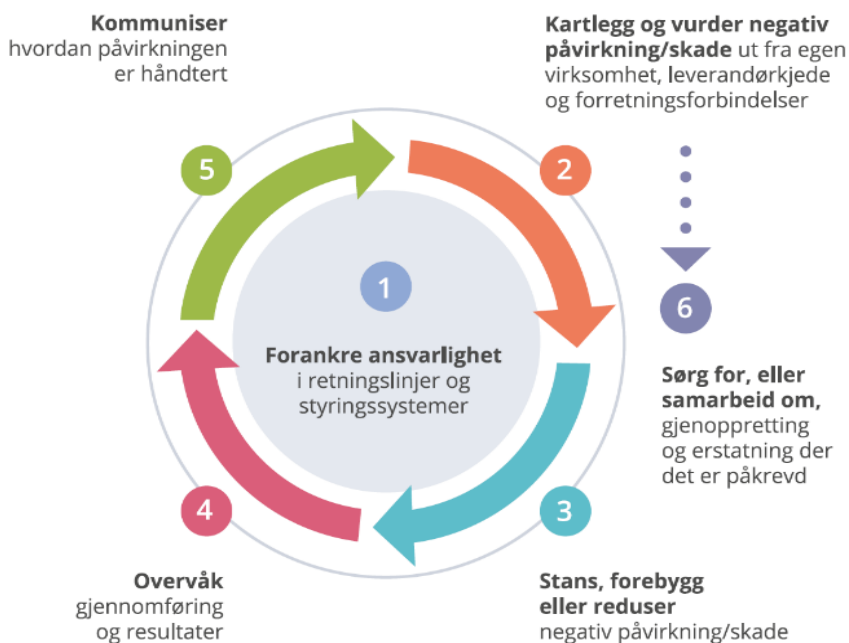 Kommuniser
hvordan påvirkningen
er håndtert
Kartlegg og vurder negativ
påvirkning/skade ut fra egen
virksomhet, leverandørkjede
og forretningsforbindelser
5
2
1
Forankre ansvarlighet
i retningslinjer og
styringssystemer
6
Sørg for, eller
samarbeid om,
gjenoppretting
og erstatning der
det er påkrevd
4
3
Overvåk
gjennomføring
og resultater
Stans, forebygg
eller reduser
negativ påvirkning/skade